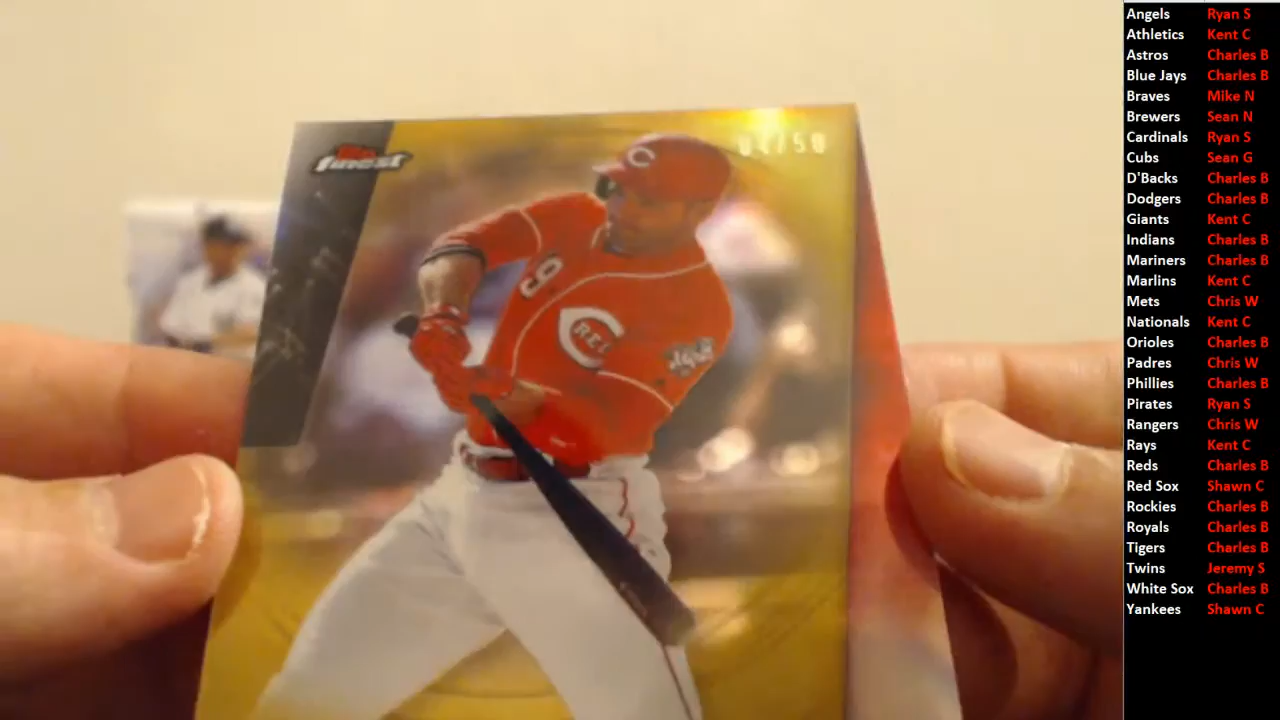 Finest
/50
9
C
REDS
Angels Ryan S
Athletics Kent C
Astros Charles B
Blue Jays Charles B
Braves Mike N
Brewers Sean N
Cardinals Ryan S
Cubs Sean G
D'Backs Charles B
Dodgers Charles B
Giants Kent C
Indians Charles B
Mariners Charles B
Marlins Kent C
Mets Chris W
Nationals Kent C
Orioles Charles B
Padres Chris W
Phillies Charles B
Pirates Ryan S
Rangers Chris W
Rays Kent C
Reds Charles B
Red Sox Shawn C
Rockies Charles B
Royals Charles B
Tigers Charles B
Twins Jeremy S
White Sox Charles B
Yankees Shawn C